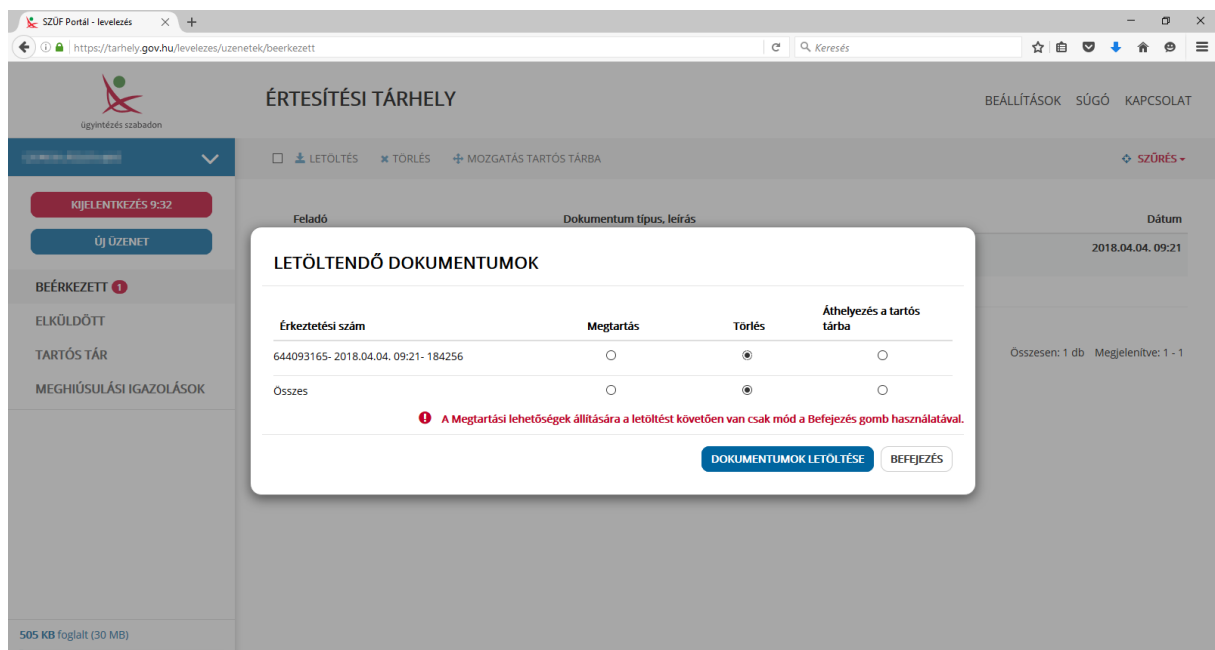 SZÜF Portál - levelezés
https://tarhely.gov.hu/levelezes/uzenetek/beerkezett
Keresés
ügyintézés szabadon
ÉRTESÍTÉSI TÁRHELY
BEÁLLÍTÁSOK SÚGÓ KAPCSOLAT
LETÖLTÉS TÖRLÉS MOZGATÁS TARTÓS TÁRBA SZŰRÉS
KIJELENTKEZÉS 9:32
ÚJ ÜZENET
BEÉRKEZETT 1
ELKÜLDÖTT
TARTÓS TÁR
MEGHIÚSULÁSI IGAZOLÁSOK
505 KB foglalt (30 MB)
Feladó Dokumentum típus, leírás Dátum
2018.04.04. 09:21
Összesen: 1 db Megjelenítve: 1 - 1
LETÖLTENDŐ DOKUMENTUMOK
Érkeztetési szám Megtartás Törlés Áthelyezés a tartós
tárba
644093165- 2018.04.04. 09:21- 184256
Összes
A Megtartási lehetőségek állítására a letöltést követően van csak mód a Befejezés gomb használatával.
DOKUMENTUMOK LETÖLTÉSE BEFEJEZÉS